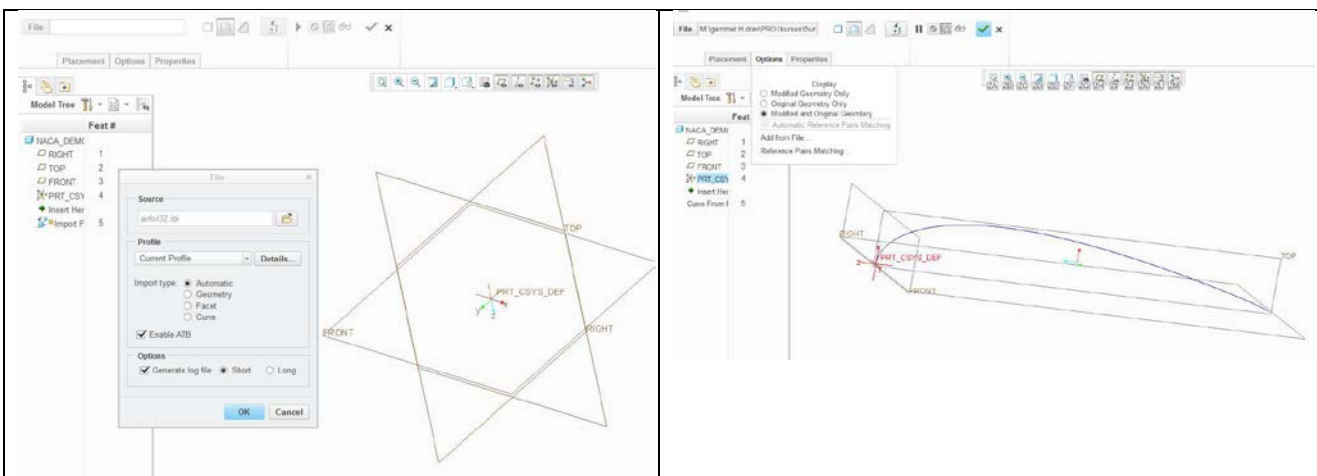 File
Placement Options Properties
Model Tree
Feat #
NACA_DEM
RIGHT 1
TOP 2
FRONT 3
PRT_CSY 4
Insert Her
Import F 5
File
Source
airfoil32.ibl
Profile
Current Profile
Details...
Import type: Automatic
Geometry
Facet
Curve
Enable ATB
Options
Generate log file Short Long
OK Cancel
TOP
PRT_CSYS_DEF
x
y
z
FRONT
RIGHT
File
Placement Options Properties
Display
Modified Geometry Only
Original Geometry Only
Modified and Original Geometry
Automatic Reference Pairs Matching
Add from File...
Reference Pairs Matching...
Model Tree
Feat
NACA_DEM
RIGHT 1
TOP 2
FRONT 3
PRT_CSY 4
Insert Her
Curve From 5
RIGHT
TOP
PRT_CSYS_DEF
FRONT